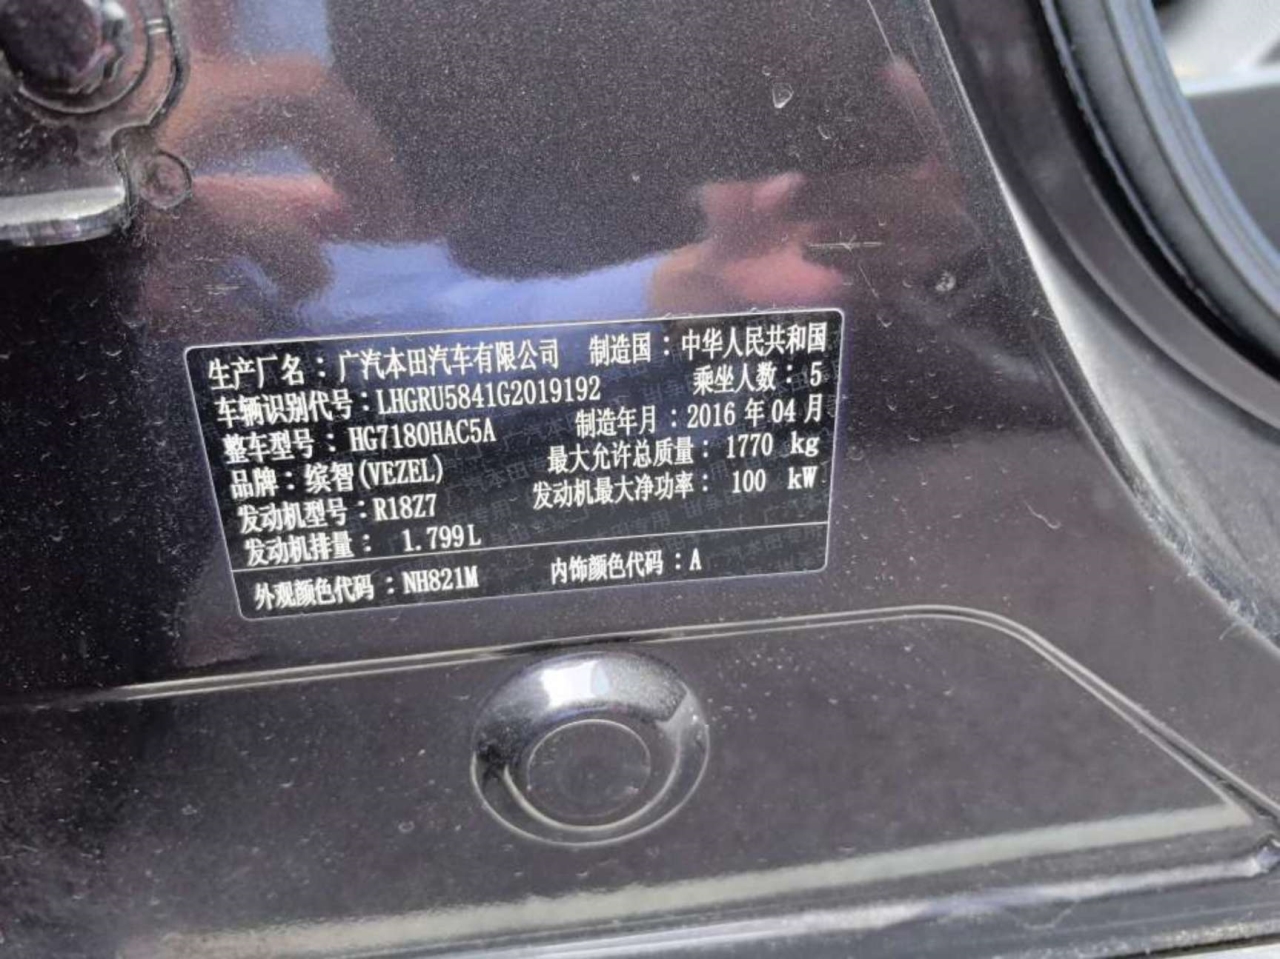 生产厂名：广汽本田汽车有限公司 制造国：中华人民共和国
车辆识别代号：LHGRU5841G2019192 乘坐人数：5
整车型号：HG7180HAC5A 制造年月：2016 年 04 月
品牌：缤智(VEZEL) 最大允许总质量：1770 kg
发动机型号：R18Z7 发动机最大净功率：100 kW
发动机排量：1.799L
外观颜色代码：NH821M 内饰颜色代码：A